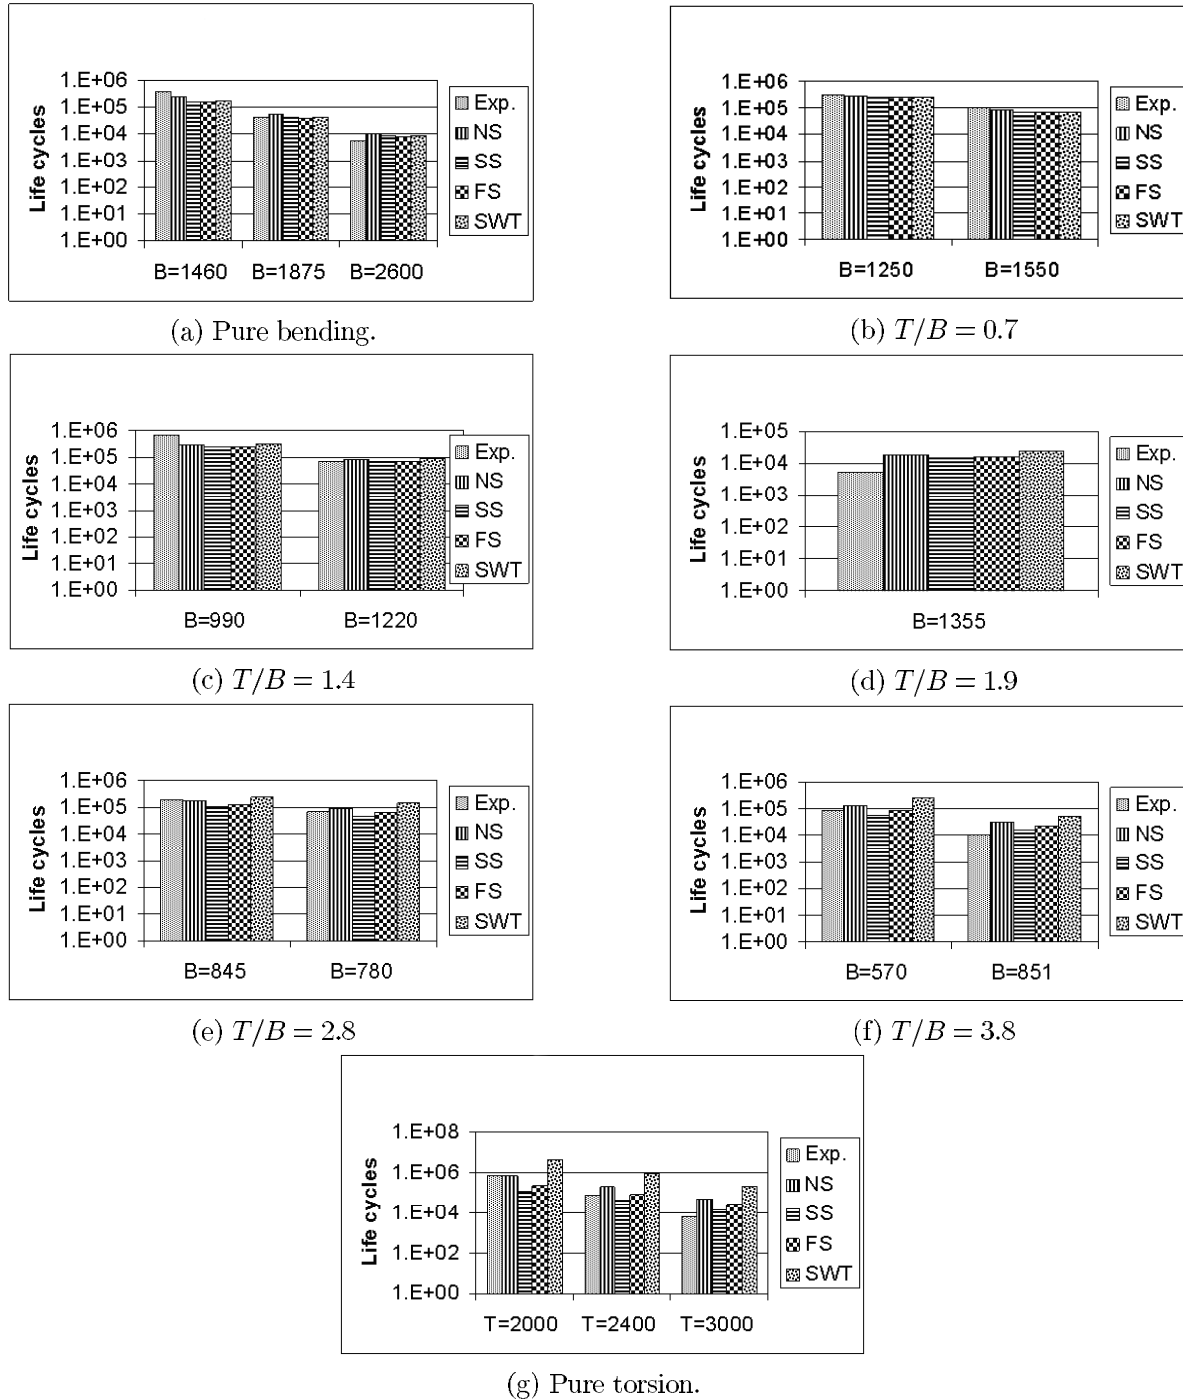 1.E+06
1.E+05
1.E+04
1.E+03
1.E+02
1.E+01
1.E+00
Life cycles
B=1460 B=1875 B=2600
Exp.
NS
SS
FS
SWT
(a) Pure bending.
1.E+06
1.E+05
1.E+04
1.E+03
1.E+02
1.E+01
1.E+00
Life cycles
B=1250 B=1550
Exp.
NS
SS
FS
SWT
(b) T/B = 0.7
1.E+06
1.E+05
1.E+04
1.E+03
1.E+02
1.E+01
1.E+00
Life cycles
B=990 B=1220
Exp.
NS
SS
FS
SWT
(c) T/B = 1.4
1.E+05
1.E+04
1.E+03
1.E+02
1.E+01
1.E+00
Life cycles
B=1355
Exp.
NS
SS
FS
SWT
(d) T/B = 1.9
1.E+06
1.E+05
1.E+04
1.E+03
1.E+02
1.E+01
1.E+00
Life cycles
B=845 B=780
Exp.
NS
SS
FS
SWT
(e) T/B = 2.8
1.E+06
1.E+05
1.E+04
1.E+03
1.E+02
1.E+01
1.E+00
Life cycles
B=570 B=851
Exp.
NS
SS
FS
SWT
(f) T/B = 3.8
1.E+08
1.E+06
1.E+04
1.E+02
1.E+00
Life cycles
T=2000 T=2400 T=3000
Exp.
NS
SS
FS
SWT
(g) Pure torsion.